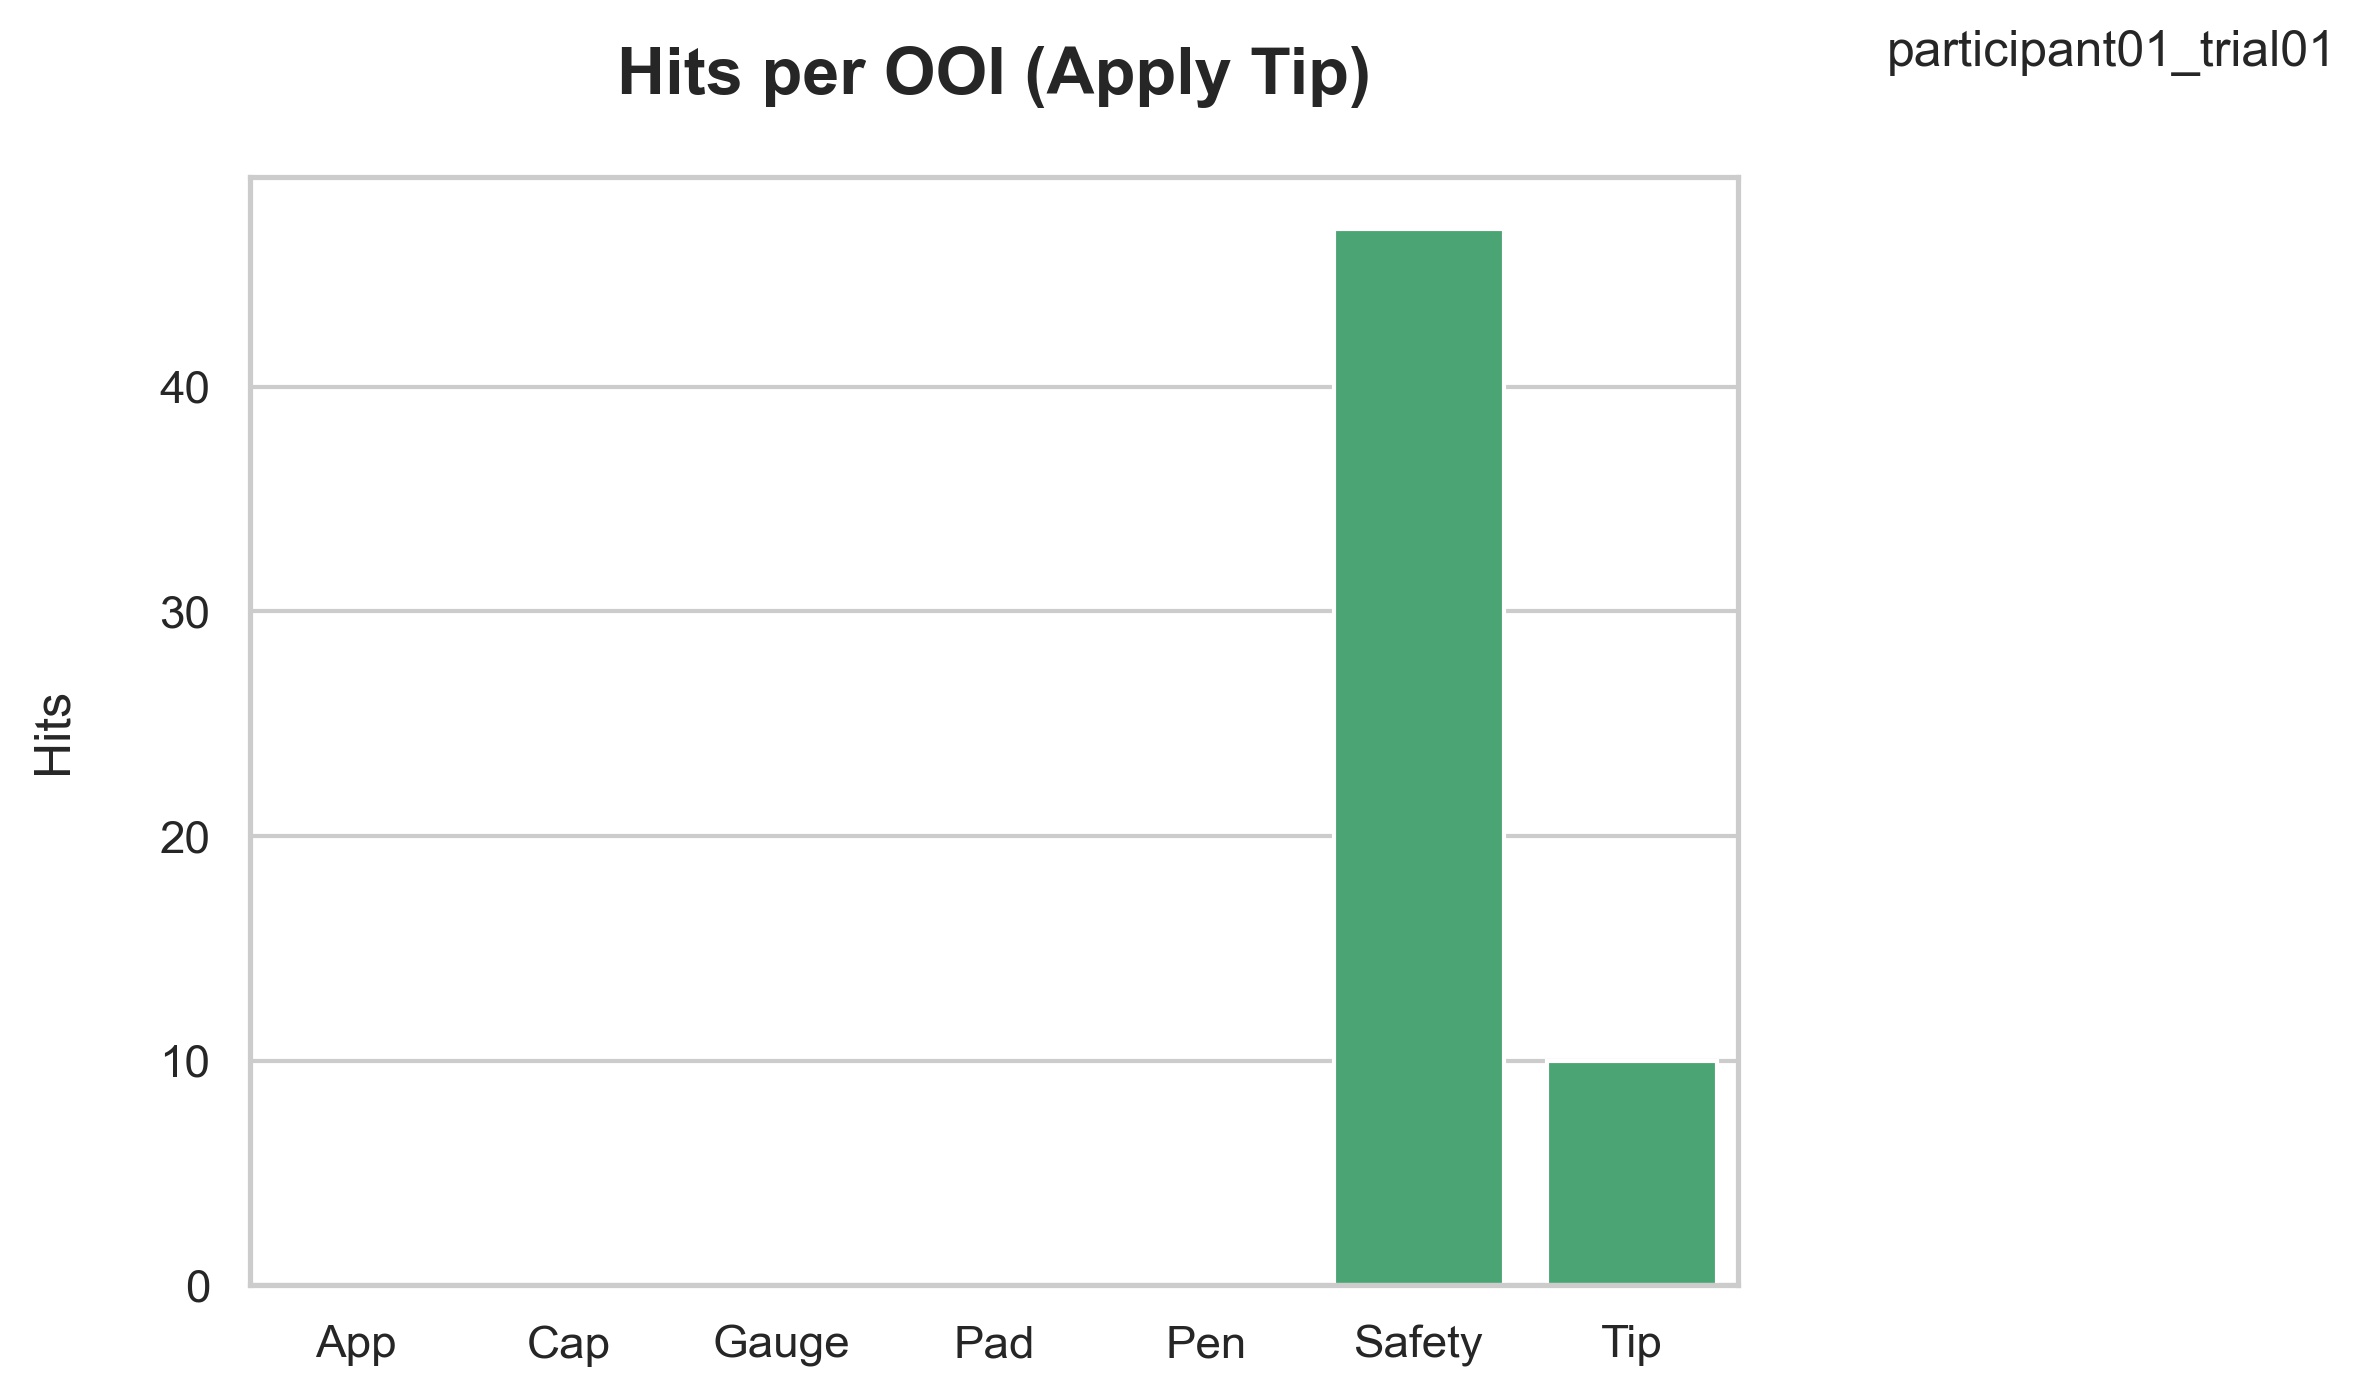 participant01_trial01
Hits per OOI (Apply Tip)
Hits
40
30
20
10
0
App Cap Gauge Pad Pen Safety Tip